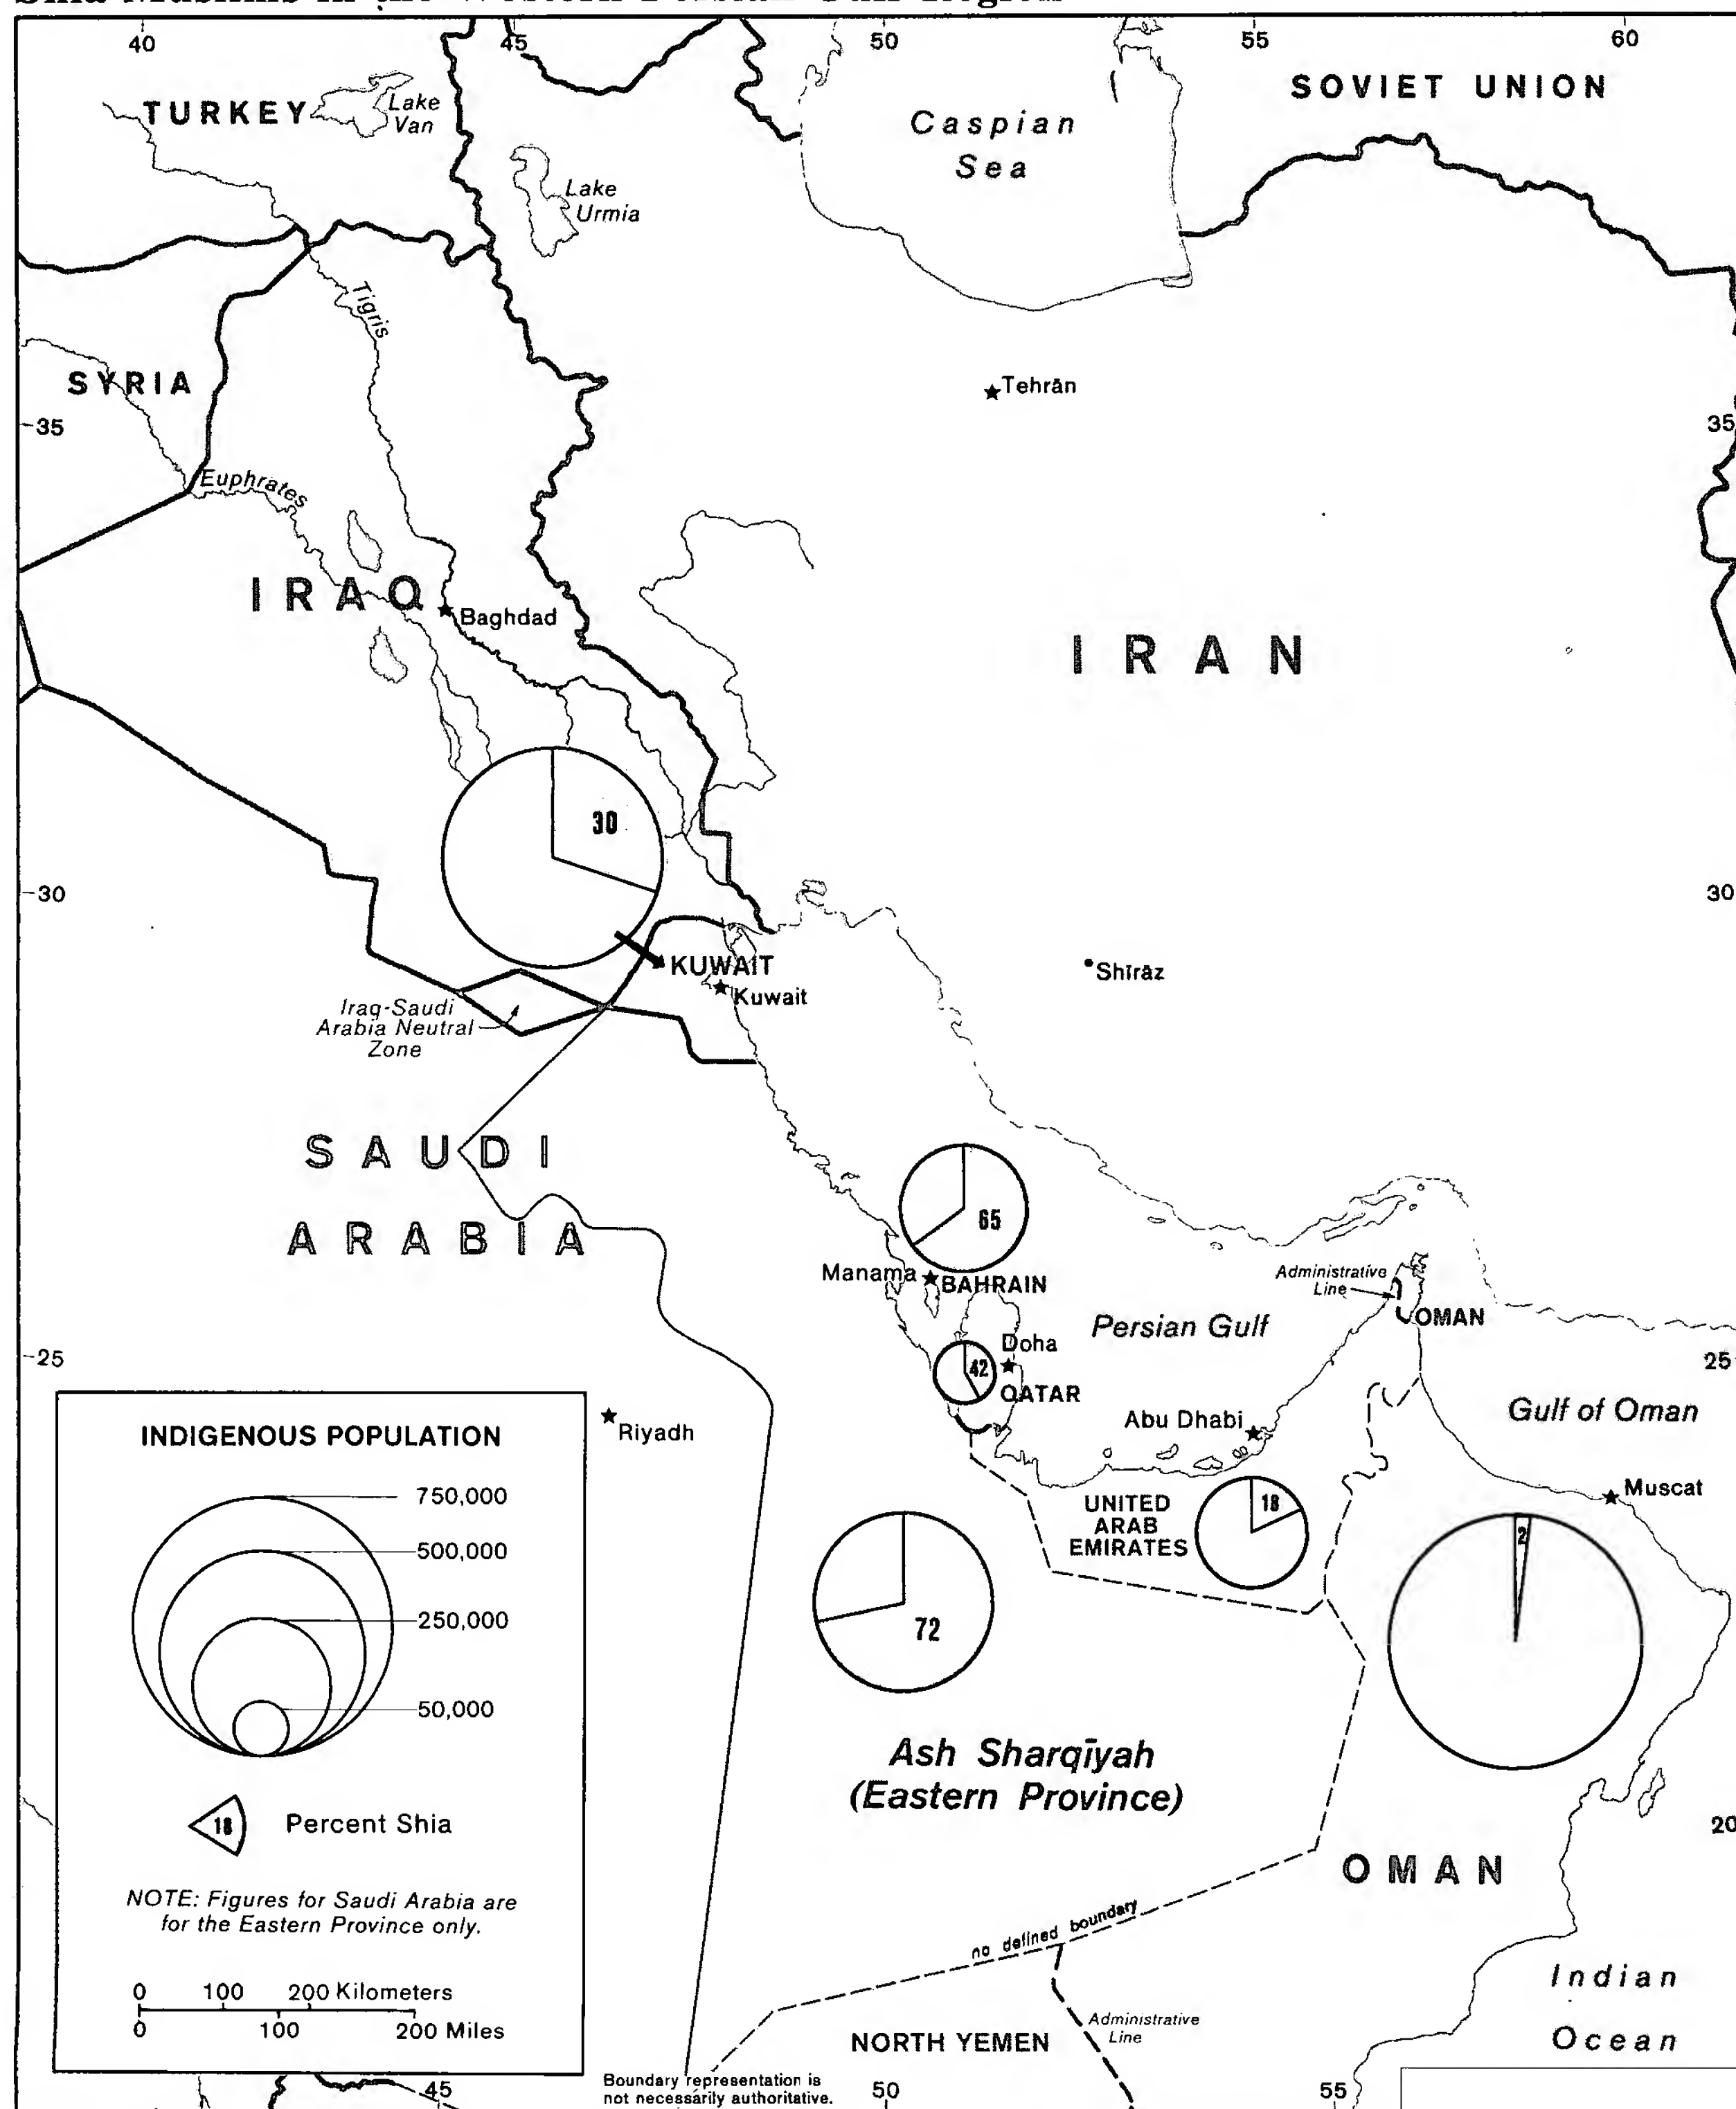 40 45 50 55 60
TURKEY
Lake
Van
Caspian
Sea
SOVIET UNION
Lake
Urmia
Tigris
SYRIA
Tehrān
35 35
Euphrates
IRAQ
Baghdad
IRAN
30
30 30
KUWAIT
Kuwait
Shīrāz
Iraq-Saudi
Arabia Neutral
Zone
SAUDI
ARABIA
65
Manama
BAHRAIN
Administrative
Line
OMAN
Persian Gulf
Doha
42
QATAR
25 25
Gulf of Oman
Abu Dhabi
Riyadh
Muscat
UNITED
ARAB
EMIRATES
18
2
72
INDIGENOUS POPULATION
750,000
500,000
250,000
50,000
18 Percent Shia
NOTE: Figures for Saudi Arabia are
for the Eastern Province only.
0 100 200 Kilometers
0 100 200 Miles
Ash Sharqīyah
(Eastern Province)
20
OMAN
no defined boundary
Indian
Ocean
Administrative
Line
NORTH YEMEN
Boundary representation is
not necessarily authoritative.
45 50 55